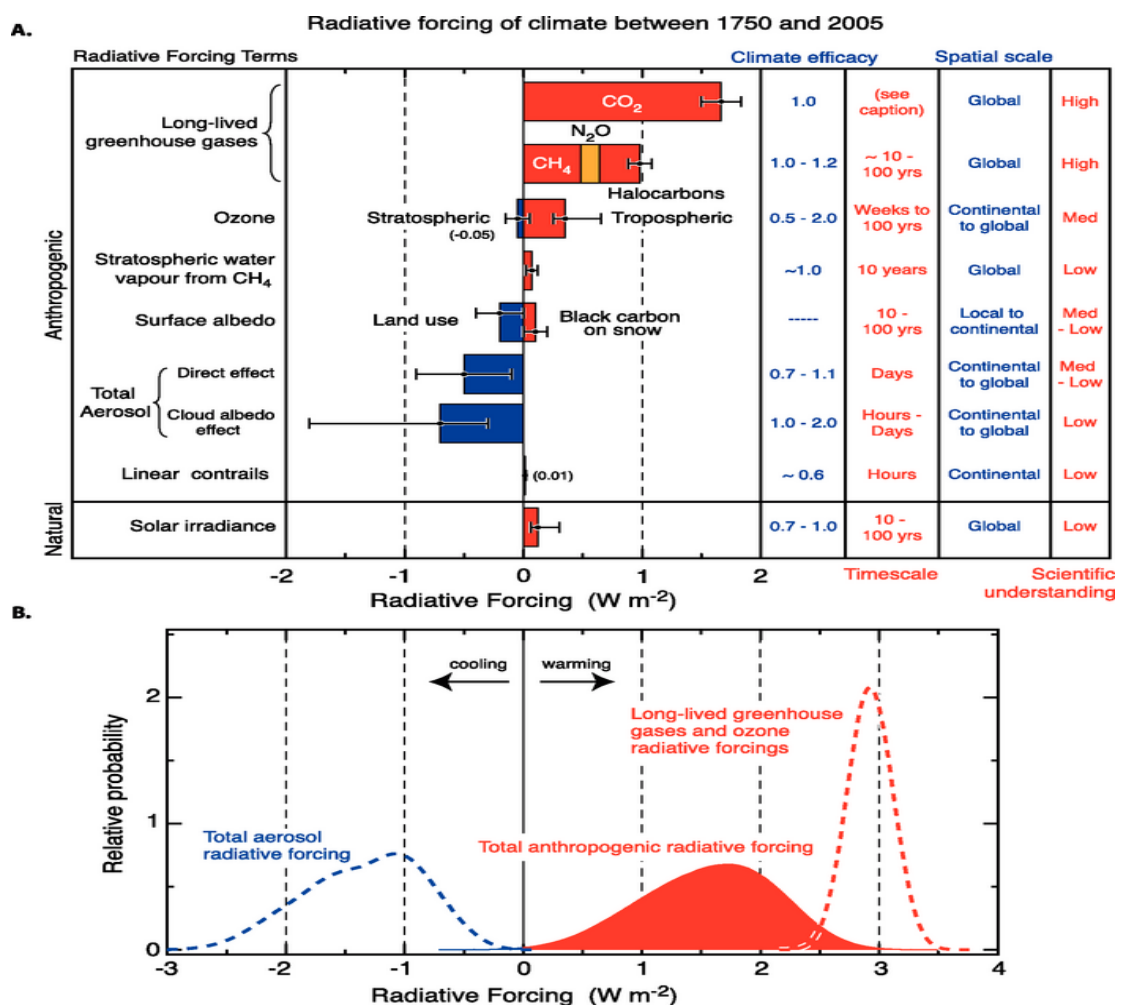 A.
Radiative forcing of climate between 1750 and 2005
Radiative Forcing Terms
Climate efficacy
Spatial scale
Anthropogenic
Long-lived
greenhouse gases
CO2
1.0
(see
caption)
Global
High
N2O
CH4
Halocarbons
1.0 - 1.2
~ 10 -
100 yrs
Global
High
Ozone
Stratospheric
(-0.05)
Tropospheric
0.5 - 2.0
Weeks to
100 yrs
Continental
to global
Med
Stratospheric water
vapour from CH4
~1.0
10 years
Global
Low
Surface albedo
Land use
Black carbon
on snow
-----
10 -
100 yrs
Local to
continental
Med
- Low
Total
Aerosol
Direct effect
0.7 - 1.1
Days
Continental
to global
Med
- Low
Cloud albedo
effect
1.0 - 2.0
Hours -
Days
Continental
to global
Low
Linear contrails
(0.01)
~ 0.6
Hours
Continental
Low
Natural
Solar irradiance
0.7 - 1.0
10 -
100 yrs
Global
Low
-2 -1 0 1 2
Timescale
Scientific
understanding
Radiative Forcing (W m-2)
B.
cooling
warming
Relative probability
2
1
0
Long-lived greenhouse
gases and ozone
radiative forcings
Total aerosol
radiative forcing
Total anthropogenic radiative forcing
-3 -2 -1 0 1 2 3 4
Radiative Forcing (W m-2)